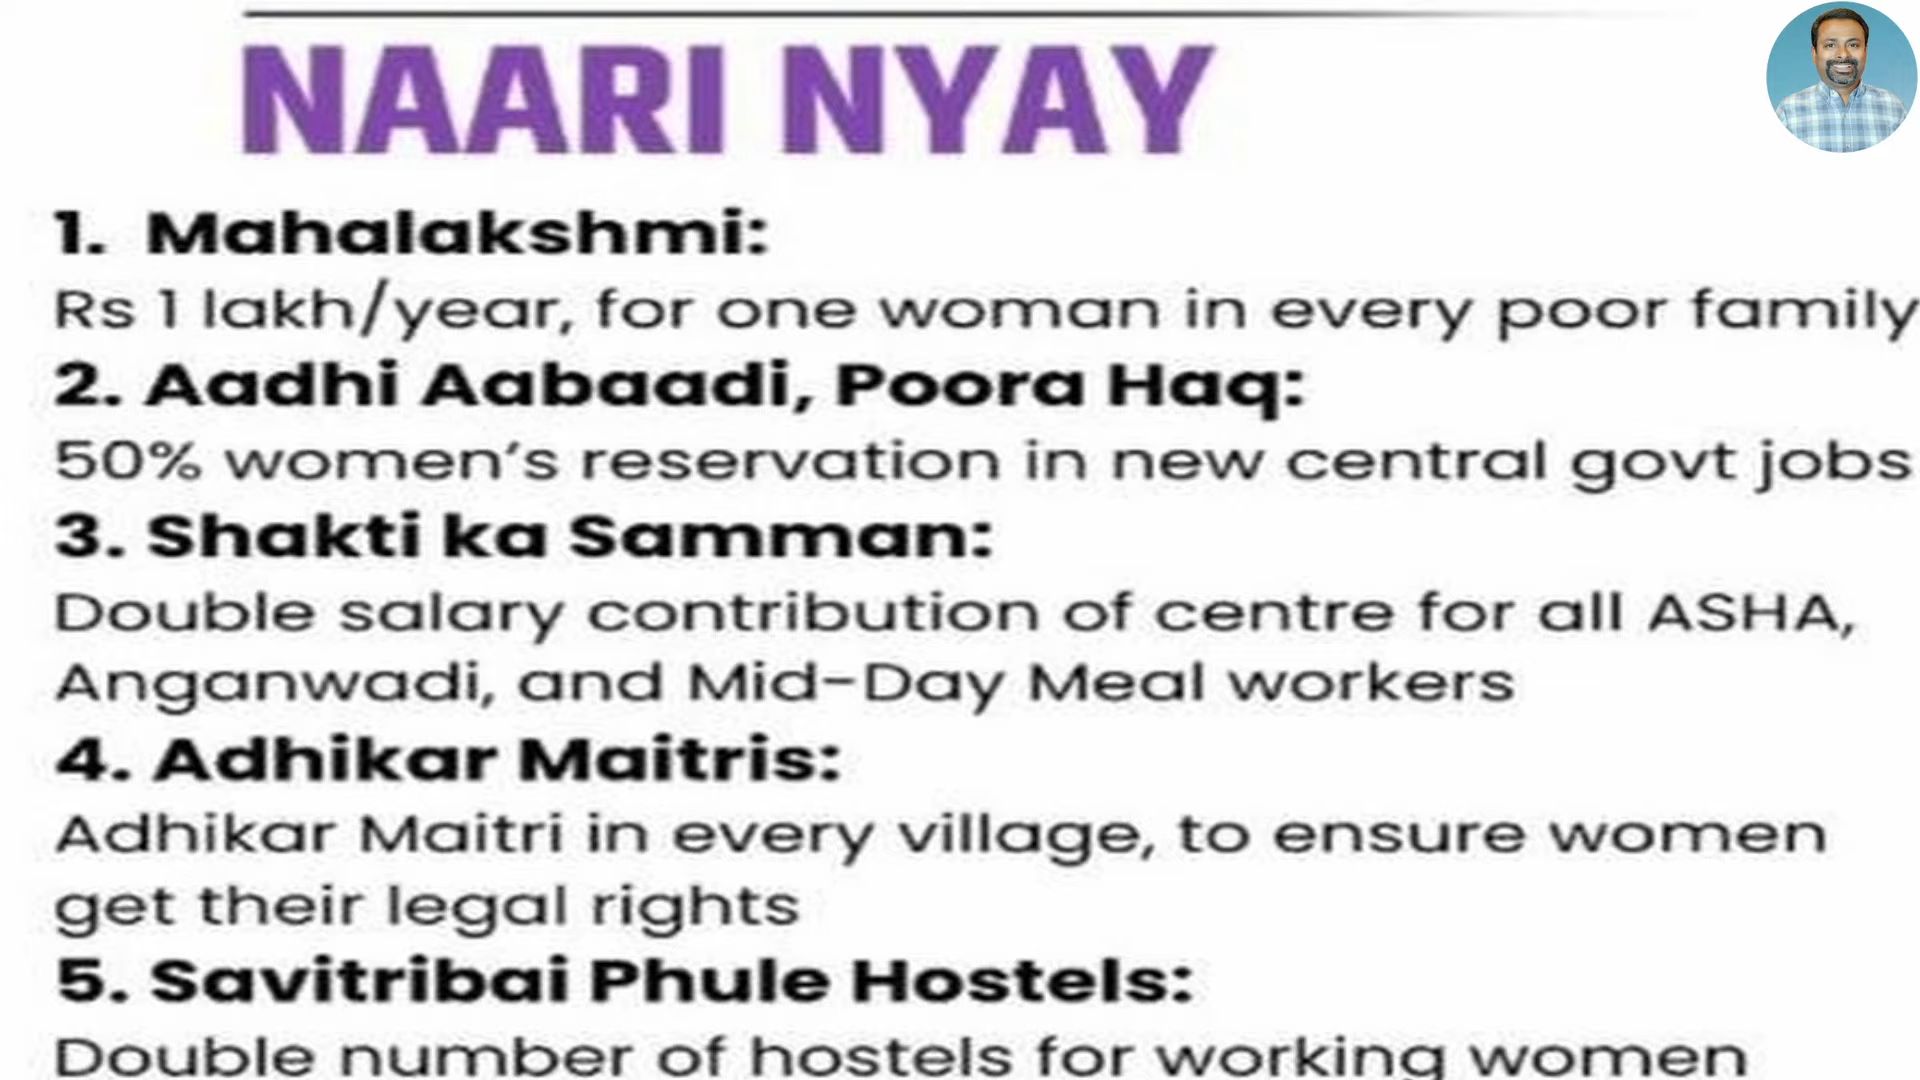 NAARI NYAY
1. Mahalakshmi:
Rs 1 lakh/year, for one woman in every poor family
2. Aadhi Aabaadi, Poora Haq:
50% women’s reservation in new central govt jobs
3. Shakti ka Samman:
Double salary contribution of centre for all ASHA,
Anganwadi, and Mid-Day Meal workers
4. Adhikar Maitris:
Adhikar Maitri in every village, to ensure women
get their legal rights
5. Savitribai Phule Hostels:
Double number of hostels for working women